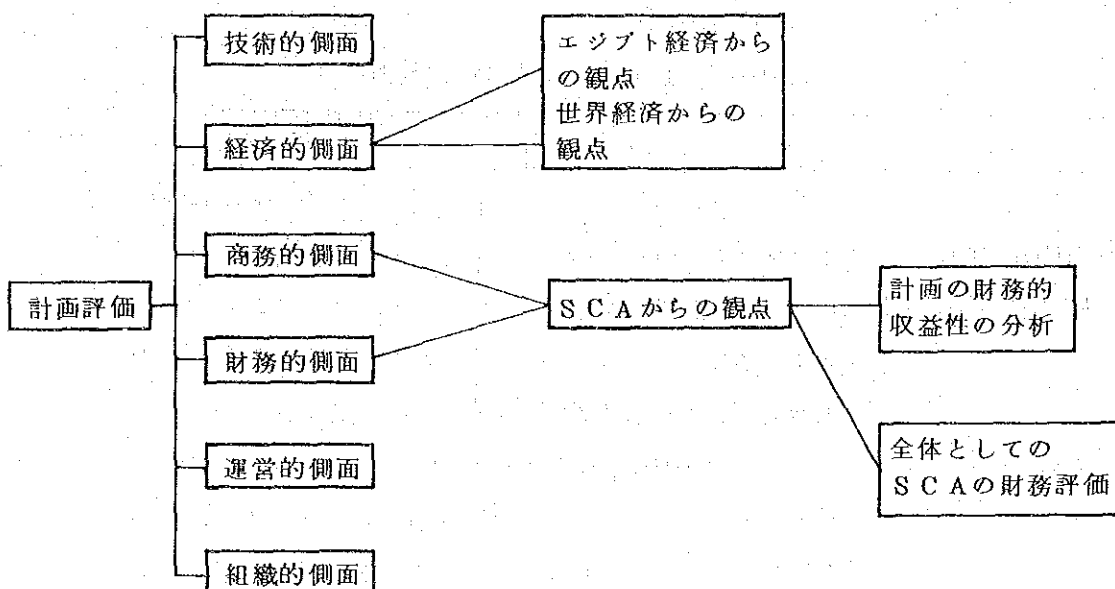 技術的側面
経済的側面
商務的側面
計画評価
財務的側面
運営的側面
組織的側面
エジプト経済から
の観点
世界経済からの
観点
SCAからの観点
計画の財務的
収益性の分析
全体としての
SCAの財務評価